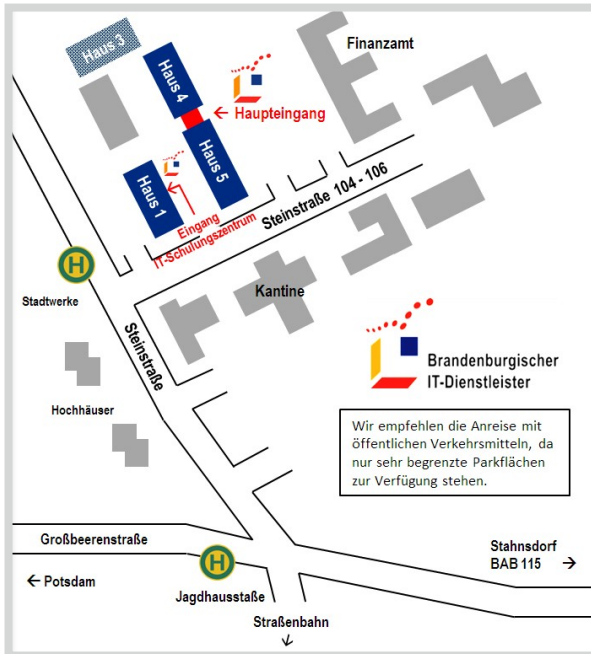 Haus 3
Haus 4
Finanzamt
Haupteingang
Haus 5
Haus 1
Eingang
IT-Schulungszentrum
Steinstraße 104 - 106
H
Stadtwerke
Kantine
Steinstraße
Brandenburgischer
IT-Dienstleister
Hochhäuser
Wir empfehlen die Anreise mit
öffentlichen Verkehrsmitteln, da
nur sehr begrenzte Parkflächen
zur Verfügung stehen.
Großbeerenstraße
H
Stahnsdorf
BAB 115 →
← Potsdam
Jagdhausstaße
Straßenbahn